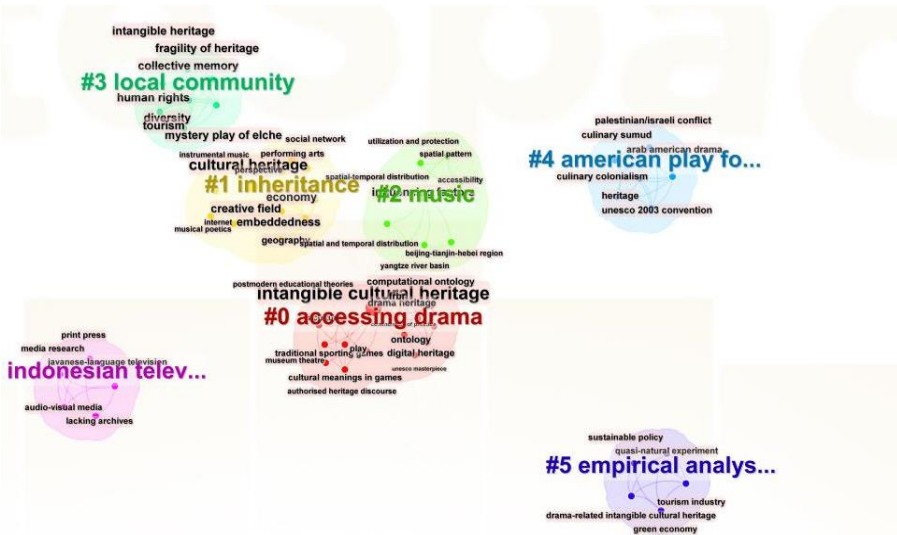 intangible heritage
fragility of heritage
collective memory
#3 local community
human rights
diversity
tourism
mystery play of elche
social network
instrumental music
performing arts
cultural heritage
perspective
#1 inheritance
economy
creative field
internet
embeddedness
musical poetics
geography
utilization and protection
spatial pattern
spatial-temporal distribution
accessibility
#2 music
spatial and temporal distribution
beijing-tianjin-hebei region
yangtze river basin
palestinian/israeli conflict
culinary sumud
arab american drama
#4 american play fo...
culinary colonialism
heritage
unesco 2003 convention
postmodern educational theories
computational ontology
intangible cultural heritage
drama heritage
#0 accessing drama
ontology
play
traditional sporting games
digital heritage
museum theatre
unesco masterpiece
cultural meanings in games
authorised heritage discourse
print press
media research
javanese-language television
indonesian telev...
audio-visual media
lacking archives
sustainable policy
quasi-natural experiment
#5 empirical analys...
tourism industry
drama-related intangible cultural heritage
green economy